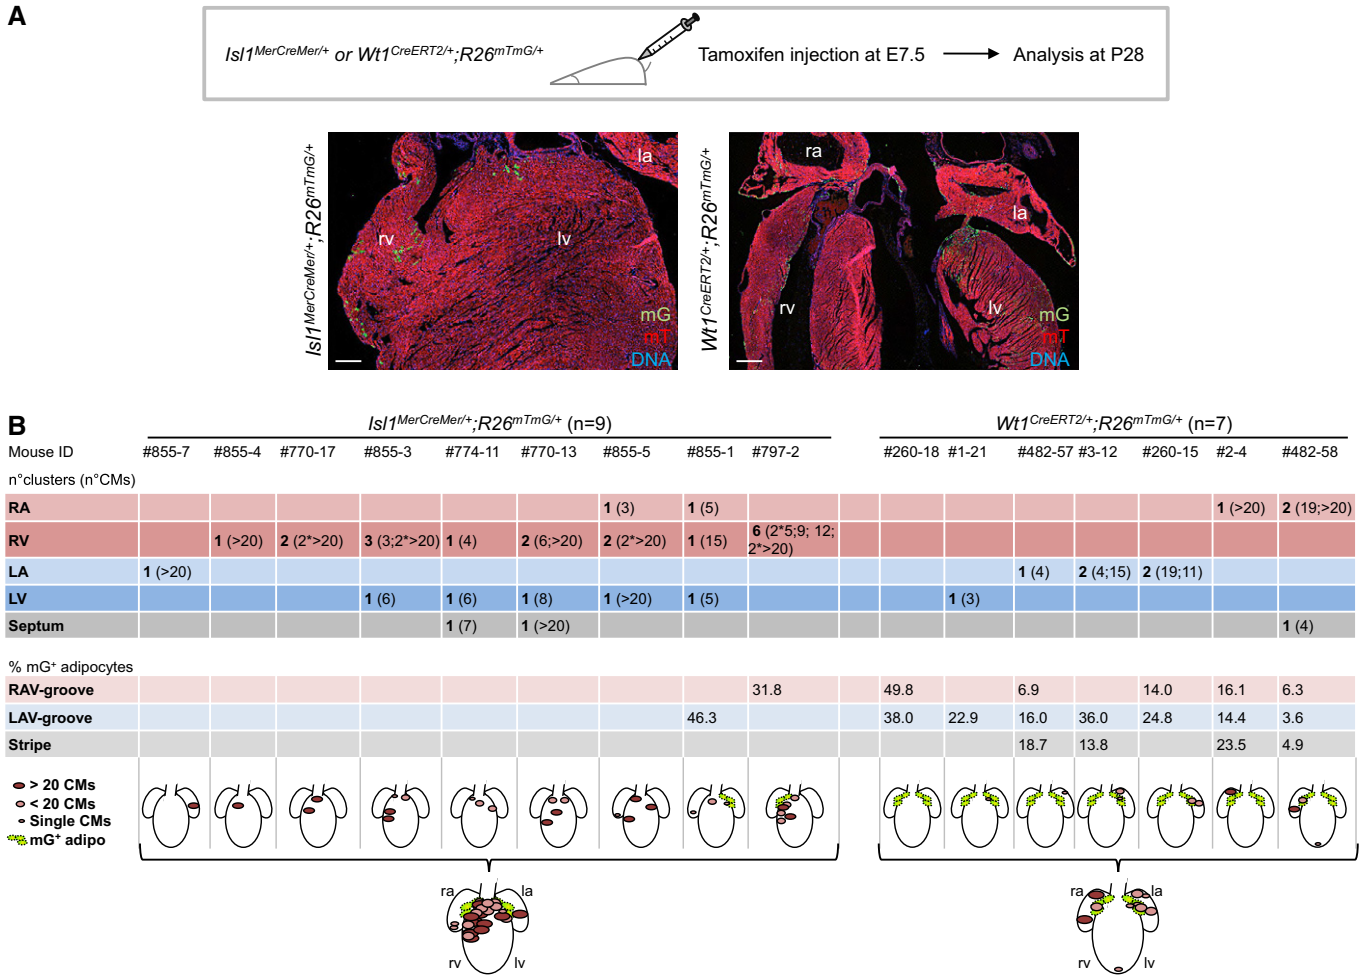 A
Isl1MerCreMer/+ or Wt1CreERT2/+;R26mTmG/+
Tamoxifen injection at E7.5
Analysis at P28
Isl1MerCreMer/+;R26mTmG/+
la
rv
lv
mG
mT
DNA
Wt1CreERT2/+;R26mTmG/+
ra
la
rv
lv
mG
mT
DNA
B
Isl1MerCreMer/+;R26mTmG/+ (n=9)
Wt1CreERT2/+;R26mTmG/+ (n=7)
Mouse ID #855-7 #855-4 #770-17 #855-3 #774-11 #770-13 #855-5 #855-1 #797-2 #260-18 #1-21 #482-57 #3-12 #260-15 #2-4 #482-58
n°clusters (n°CMs)
RA 1 (3) 1 (5) 1 (>20) 2 (19;>20)
RV 1 (>20) 2 (2*>20) 3 (3;2*>20) 1 (4) 2 (6;>20) 2 (2*>20) 1 (15) 6 (2*5;9; 12;
2*>20)
LA 1 (>20) 1 (4) 2 (4;15) 2 (19;11)
LV 1 (6) 1 (6) 1 (8) 1 (>20) 1 (5) 1 (3)
Septum 1 (7) 1 (>20) 1 (4)
% mG+ adipocytes
RAV-groove 31.8 49.8 6.9 14.0 16.1 6.3
LAV-groove 46.3 38.0 22.9 16.0 36.0 24.8 14.4 3.6
Stripe 18.7 13.8 23.5 4.9
> 20 CMs
< 20 CMs
Single CMs
mG+ adipo
ra la
rv lv
ra la
rv lv